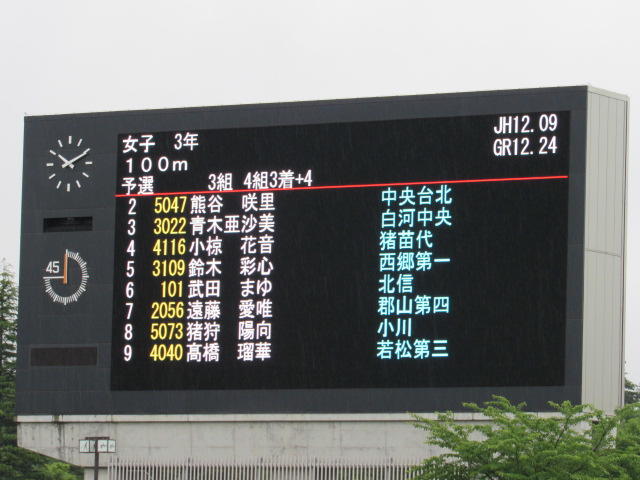 女子　3年
JH12.09
100m
GR12.24
予選　3組　4組3着+4
2　5047 熊谷　咲里　中央台北
3　3022 青木亜沙美　白河中央
4　4116 小椋　花音　猪苗代
5　3109 鈴木　彩心　西郷第一
6　101 武田　まゆ　北信
7　2056 遠藤　愛唯　郡山第四
8　5073 猪狩　陽向　小川
9　4040 高橋　瑠華　若松第三
45